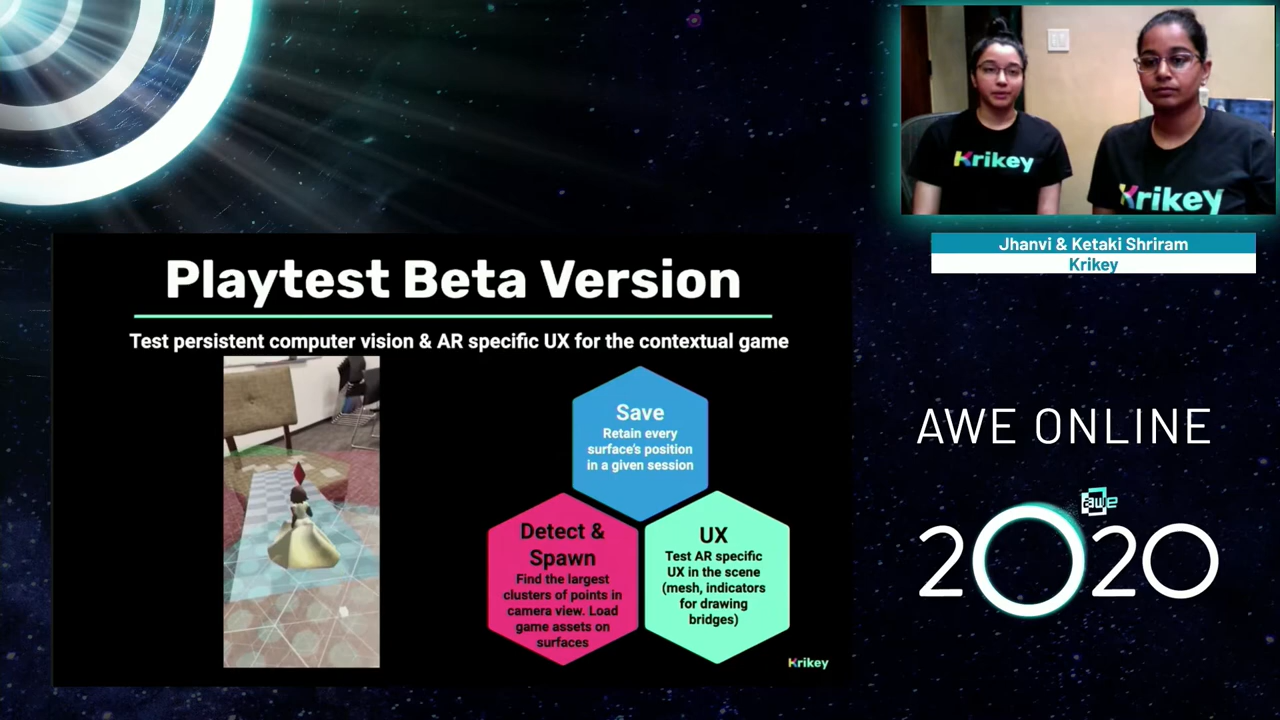 Krikey
Krikey
Jhanvi & Ketaki Shriram
Krikey
Playtest Beta Version
Test persistent computer vision & AR specific UX for the contextual game
Save
Retain every
surface's position
in a given session
Detect &
Spawn
Find the largest
clusters of points in
camera view. Load
game assets on
surfaces
UX
Test AR specific
UX in the scene
(mesh, indicators
for drawing
bridges)
Krikey
AWE ONLINE
awe
2020